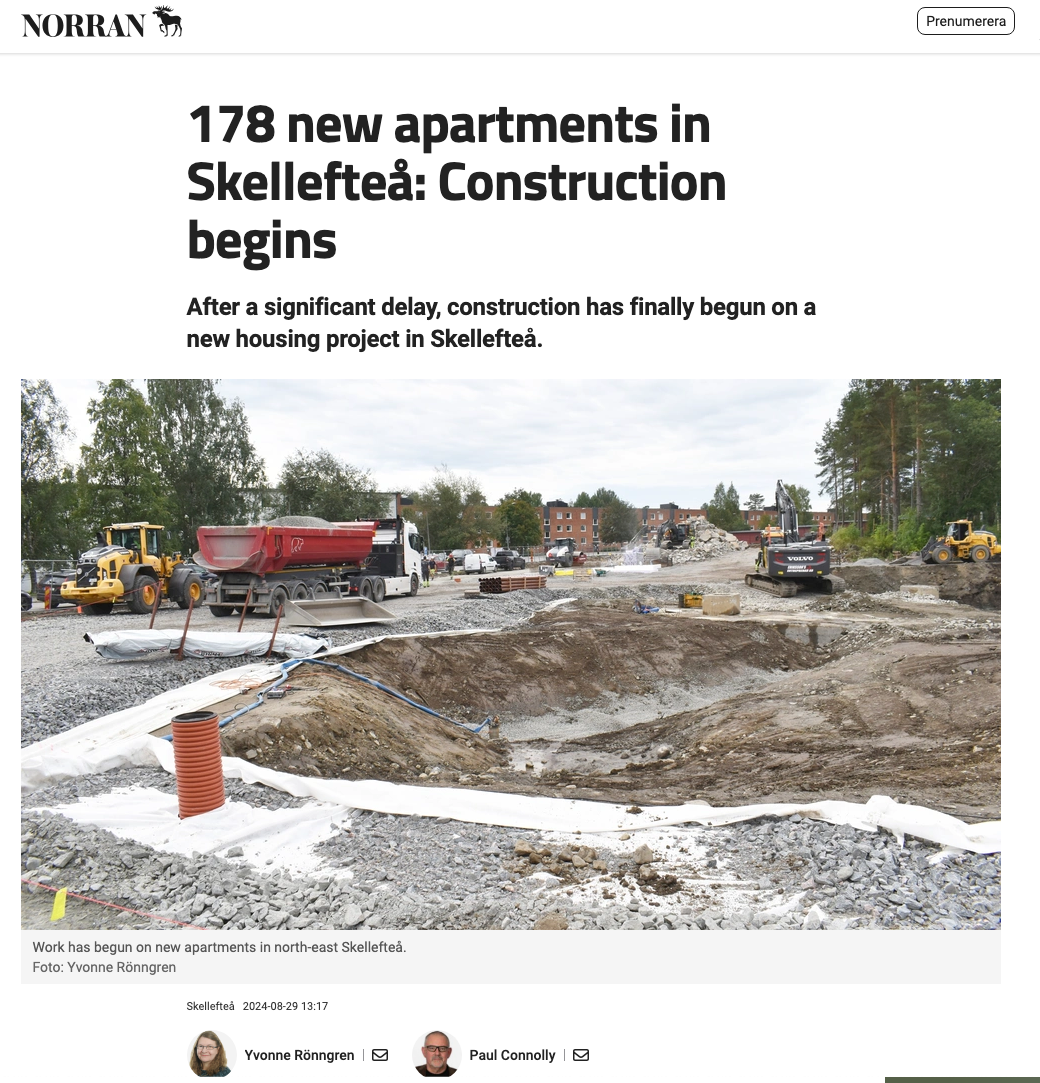 NORRAN
Prenumerera
178 new apartments in
Skellefteå: Construction
begins
After a significant delay, construction has finally begun on a
new housing project in Skellefteå.
VOLVO
Work has begun on new apartments in north-east Skellefteå.
Foto: Yvonne Rönngren
Skellefteå 2024-08-29 13:17
Yvonne Rönngren
Paul Connolly